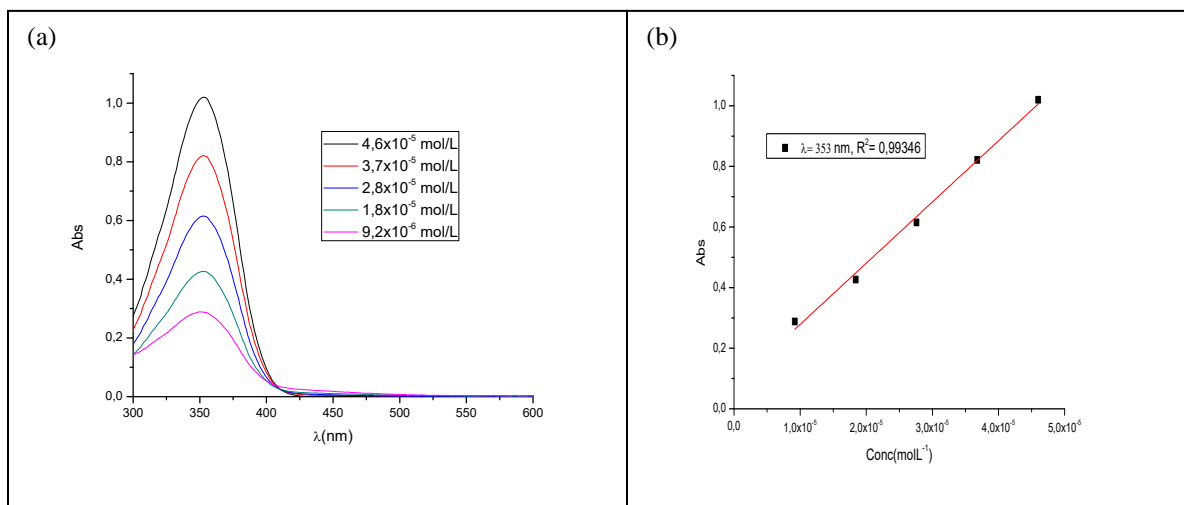 (a)
1,0
0,8
0,6
0,4
0,2
0,0
Abs
300
350
400
450
500
550
600
λ(nm)
4,6x10⁻⁵ mol/L
3,7x10⁻⁵ mol/L
2,8x10⁻⁵ mol/L
1,8x10⁻⁵ mol/L
9,2x10⁻⁶ mol/L
(b)
1,0
0,8
0,6
0,4
0,2
0,0
Abs
λ= 353 nm, R²= 0,99346
0,0
1,0x10⁻⁵
2,0x10⁻⁵
3,0x10⁻⁵
4,0x10⁻⁵
5,0x10⁻⁵
Conc(molL⁻¹)